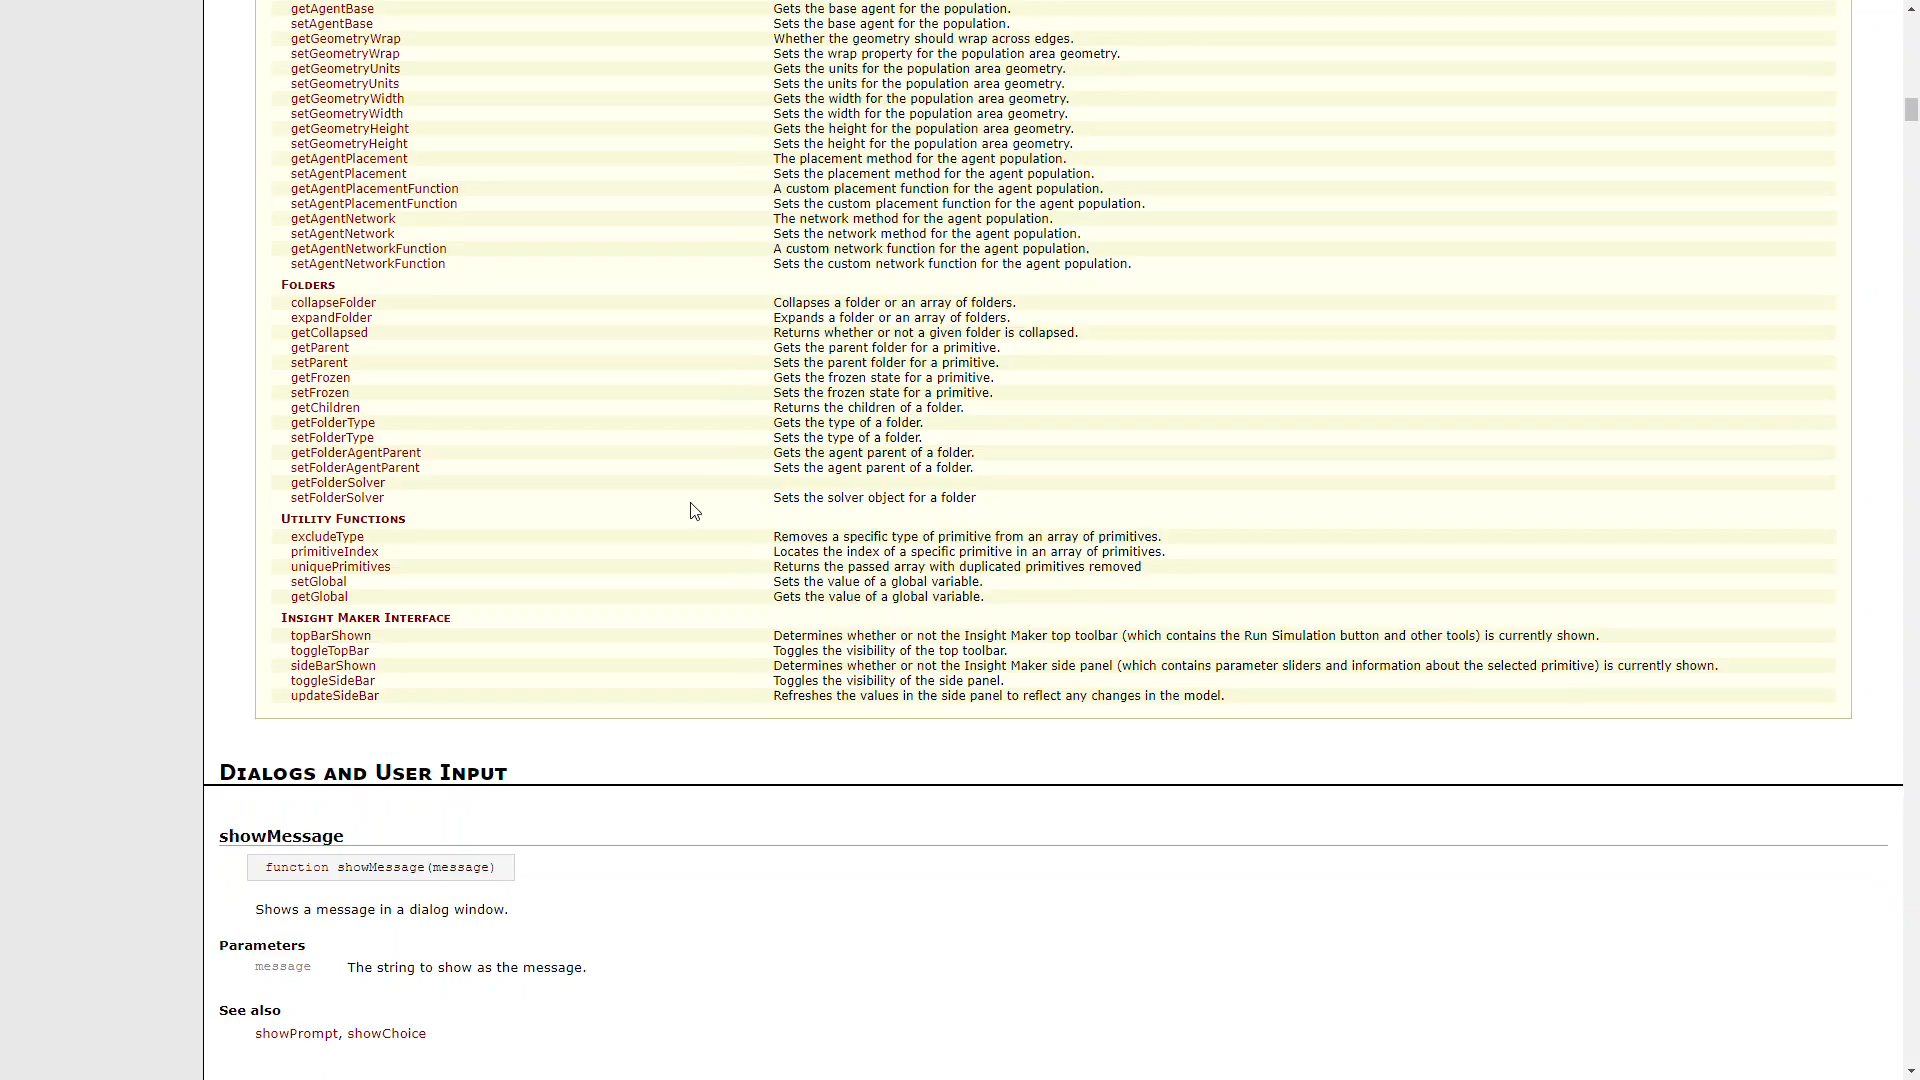 getAgentBase Gets the base agent for the population.
setAgentBase Sets the base agent for the population.
getGeometryWrap Whether the geometry should wrap across edges.
setGeometryWrap Sets the wrap property for the population area geometry.
getGeometryUnits Gets the units for the population area geometry.
setGeometryUnits Sets the units for the population area geometry.
getGeometryWidth Gets the width for the population area geometry.
setGeometryWidth Sets the width for the population area geometry.
getGeometryHeight Gets the height for the population area geometry.
setGeometryHeight Sets the height for the population area geometry.
getAgentPlacement The placement method for the agent population.
setAgentPlacement Sets the placement method for the agent population.
getAgentPlacementFunction A custom placement function for the agent population.
setAgentPlacementFunction Sets the custom placement function for the agent population.
getAgentNetwork The network method for the agent population.
setAgentNetwork Sets the network method for the agent population.
getAgentNetworkFunction A custom network function for the agent population.
setAgentNetworkFunction Sets the custom network function for the agent population.
Folders
collapseFolder Collapses a folder or an array of folders.
expandFolder Expands a folder or an array of folders.
getCollapsed Returns whether or not a given folder is collapsed.
getParent Gets the parent folder for a primitive.
setParent Sets the parent folder for a primitive.
getFrozen Gets the frozen state for a primitive.
setFrozen Sets the frozen state for a primitive.
getChildren Returns the children of a folder.
getFolderType Gets the type of a folder.
setFolderType Sets the type of a folder.
getFolderAgentParent Gets the agent parent of a folder.
setFolderAgentParent Sets the agent parent of a folder.
getFolderSolver
setFolderSolver Sets the solver object for a folder
Utility Functions
excludeType Removes a specific type of primitive from an array of primitives.
primitiveIndex Locates the index of a specific primitive in an array of primitives.
uniquePrimitives Returns the passed array with duplicated primitives removed
setGlobal Sets the value of a global variable.
getGlobal Gets the value of a global variable.
Insight Maker Interface
topBarShown Determines whether or not the Insight Maker top toolbar (which contains the Run Simulation button and other tools) is currently shown.
toggleTopBar Toggles the visibility of the top toolbar.
sideBarShown Determines whether or not the Insight Maker side panel (which contains parameter sliders and information about the selected primitive) is currently shown.
toggleSideBar Toggles the visibility of the side panel.
updateSideBar Refreshes the values in the side panel to reflect any changes in the model.
Dialogs and User Input
showMessage
function showMessage(message)
Shows a message in a dialog window.
Parameters
message The string to show as the message.
See also
showPrompt, showChoice